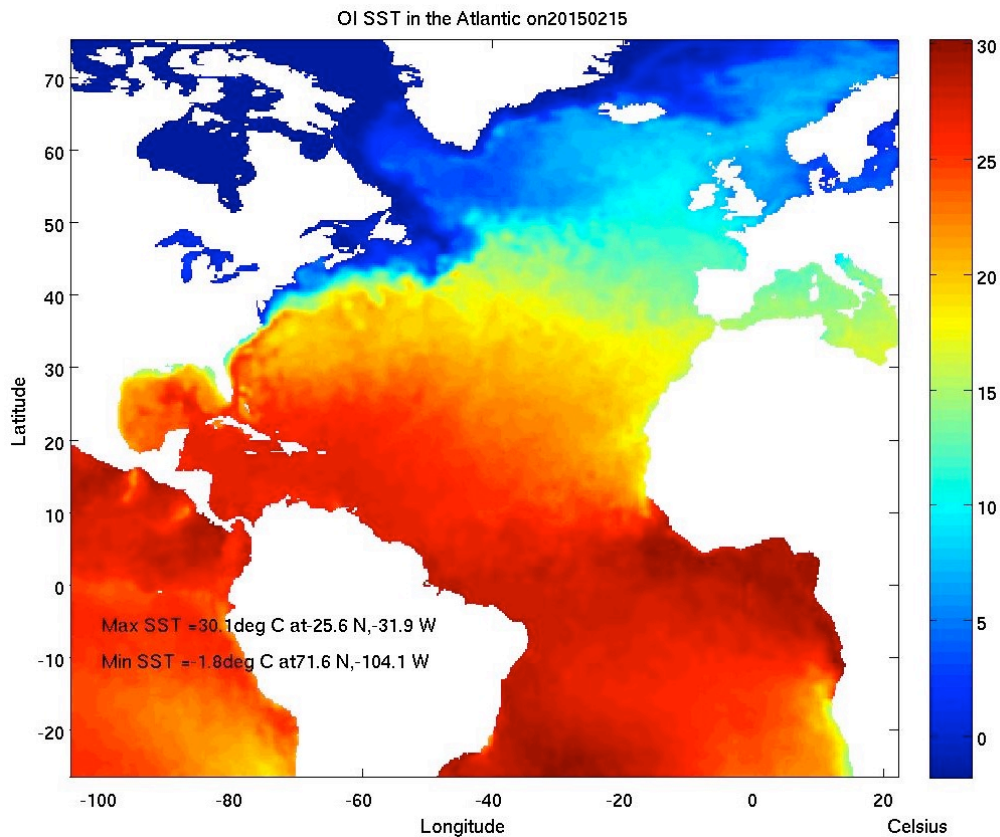 OI SST in the Atlantic on20150215
70
60
50
40
30
20
10
0
-10
-20
Latitude
Max SST =30.1deg C at-25.6 N,-31.9 W
Min SST =-1.8deg C at71.6 N,-104.1 W
-100 -80 -60 -40 -20 0 20
Longitude
30
25
20
15
10
5
0
Celsius